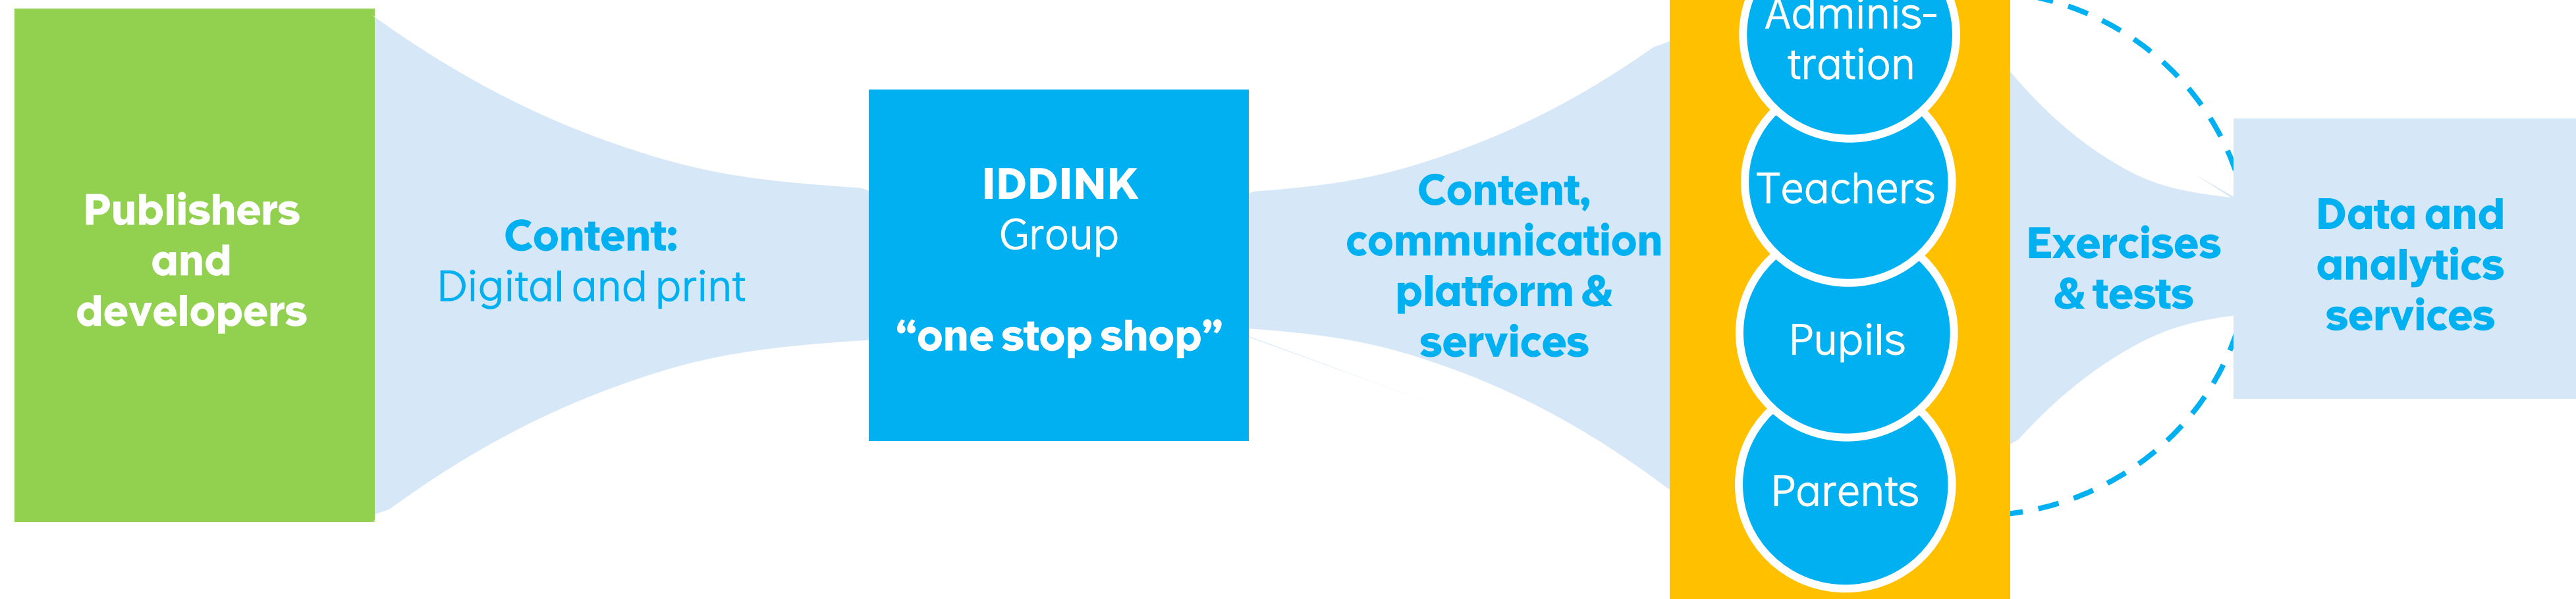 Publishers
and
developers
Content:
Digital and print
IDDINK
Group
“one stop shop”
Content,
communication
platform &
services
Adminis-
tration
Teachers
Pupils
Parents
Exercises
& tests
Data and
analytics
services